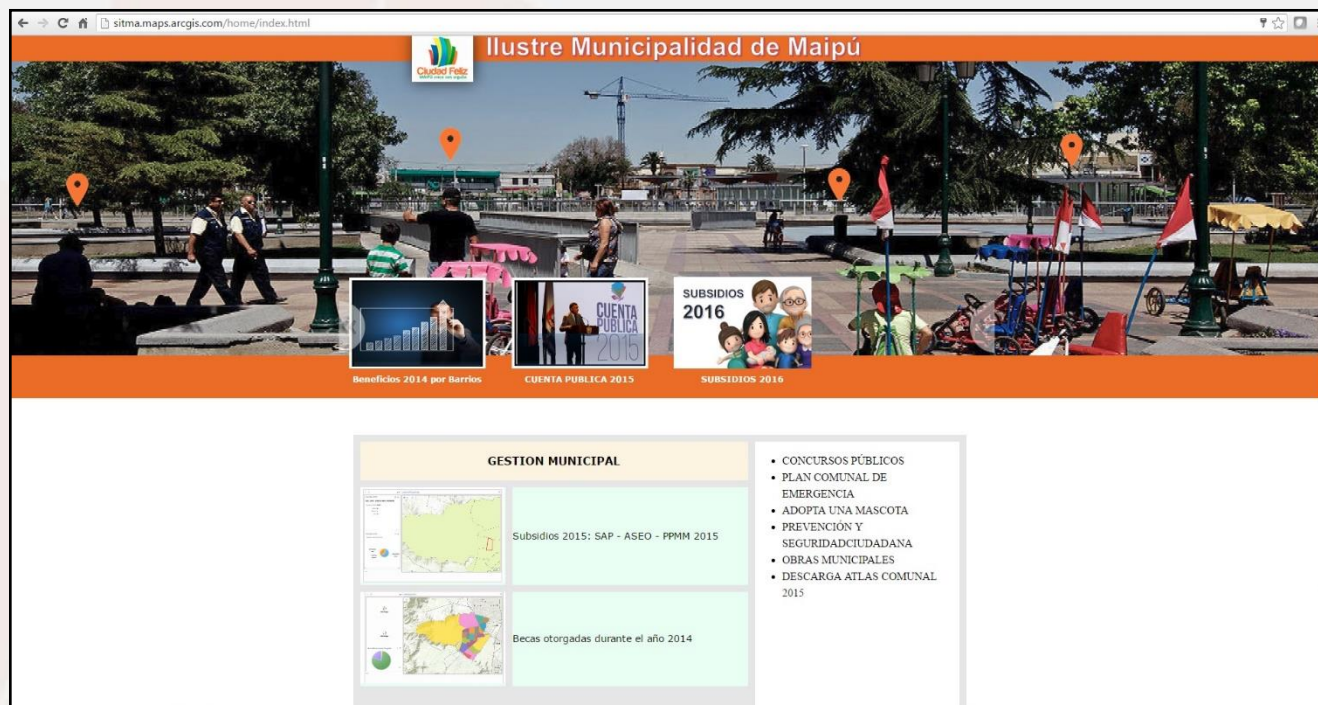 sitma.maps.arcgis.com/home/index.html
Ilustre Municipalidad de Maipú
Ciudad Feliz
CUENTA
PUBLICA
2015
SUBSIDIOS
2016
Beneficios 2014 por Barrios
CUENTA PUBLICA 2015
SUBSIDIOS 2016
GESTION MUNICIPAL
Subsidios 2015: SAP - ASEO - PPMM 2015
Becas otorgadas durante el año 2014
• CONCURSOS PÚBLICOS
• PLAN COMUNAL DE
EMERGENCIA
• ADOPTA UNA MASCOTA
• PREVENCIÓN Y
SEGURIDADCIUDADANA
• OBRAS MUNICIPALES
• DESCARGA ATLAS COMUNAL
2015